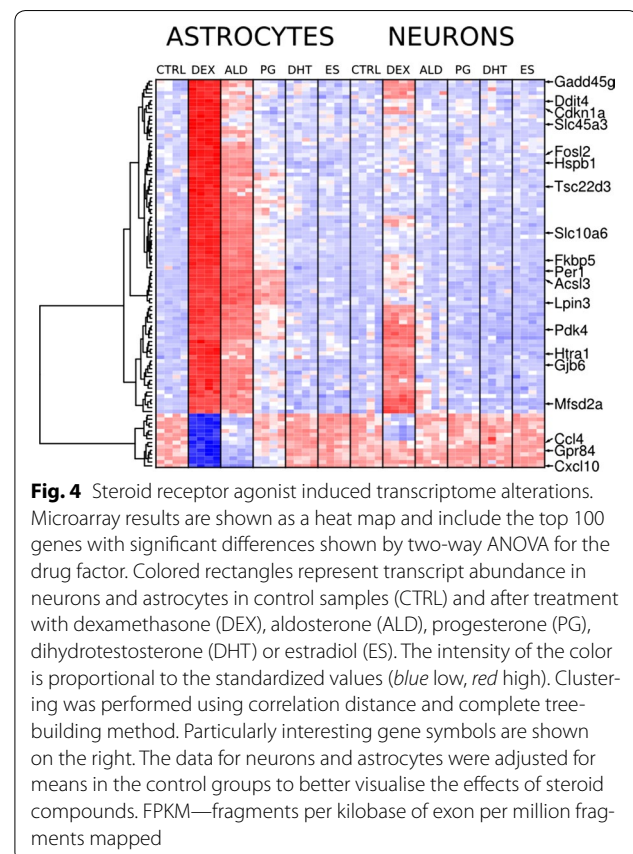 ASTROCYTES NEURONS
CTRL DEX ALD PG DHT ES CTRL DEX ALD PG DHT ES
Gadd45g
Ddit4
Cdkn1a
Slc45a3
Fosl2
Hspb1
Tsc22d3
Slc10a6
Fkbp5
Per1
Acsl3
Lpin3
Pdk4
Htra1
Gjb6
Mfsd2a
Ccl4
Gpr84
Cxcl10
Fig. 4 Steroid receptor agonist induced transcriptome alterations.
Microarray results are shown as a heat map and include the top 100
genes with significant differences shown by two-way ANOVA for the
drug factor. Colored rectangles represent transcript abundance in
neurons and astrocytes in control samples (CTRL) and after treatment
with dexamethasone (DEX), aldosterone (ALD), progesterone (PG),
dihydrotestosterone (DHT) or estradiol (ES). The intensity of the color
is proportional to the standardized values (blue low, red high). Cluster-
ing was performed using correlation distance and complete tree-
building method. Particularly interesting gene symbols are shown
on the right. The data for neurons and astrocytes were adjusted for
means in the control groups to better visualise the effects of steroid
compounds. FPKM—fragments per kilobase of exon per million frag-
ments mapped